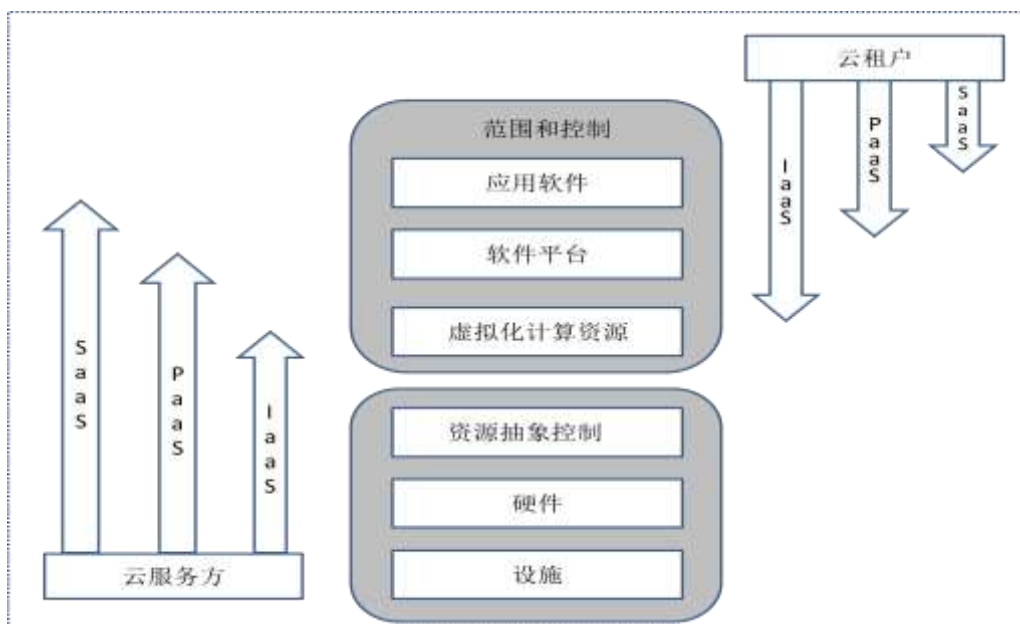 云租户
IaaS
PaaS
SaaS
范围和控制
应用软件
软件平台
虚拟化计算资源
SaaS
PaaS
IaaS
资源抽象控制
硬件
设施
云服务方